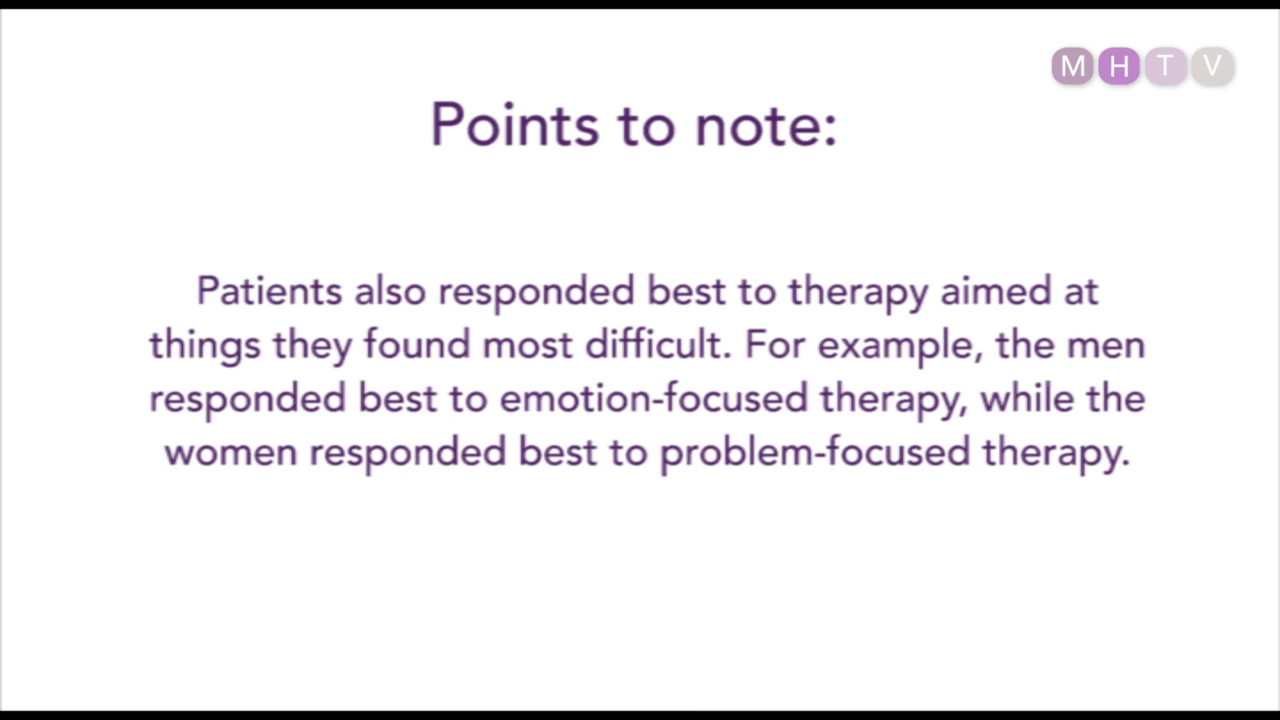 MHTV
Points to note:
Patients also responded best to therapy aimed at
things they found most difficult. For example, the men
responded best to emotion-focused therapy, while the
women responded best to problem-focused therapy.